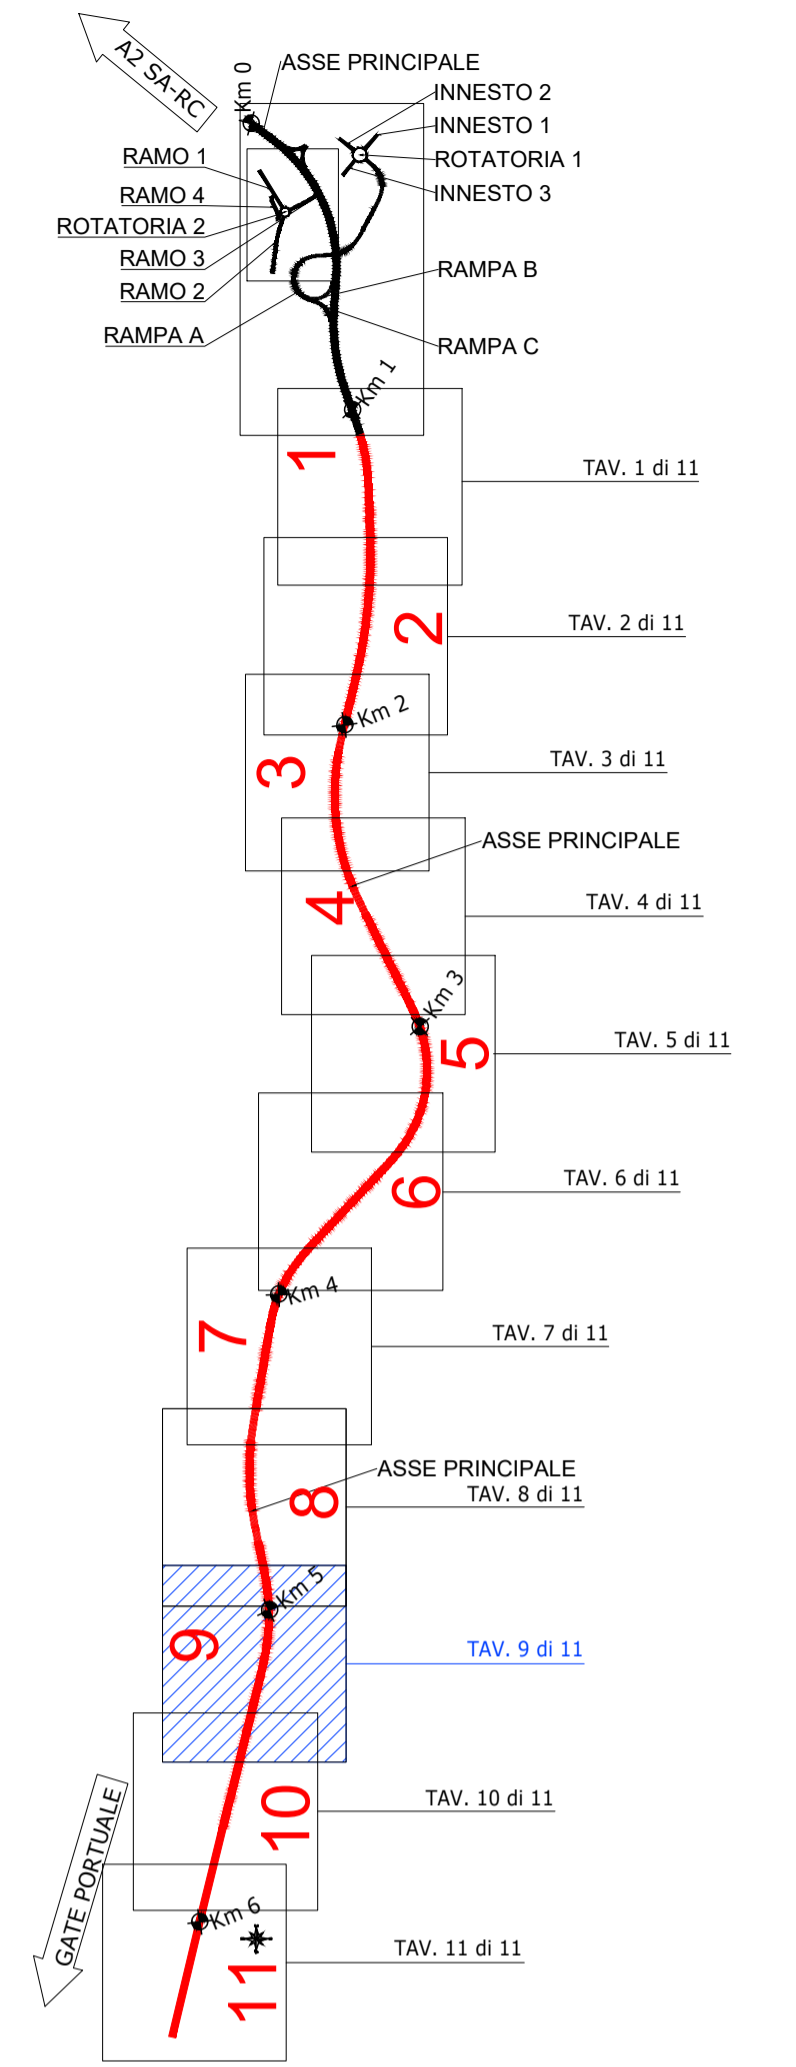 A2 SA-RC
Km 0
ASSE PRINCIPALE
INNESTO 2
INNESTO 1
RAMO 1
ROTATORIA 1
RAMO 4
INNESTO 3
ROTATORIA 2
RAMO 3
RAMPA B
RAMO 2
RAMPA A
RAMPA C
Km 1
1
TAV. 1 di 11
2
TAV. 2 di 11
Km 2
3
TAV. 3 di 11
ASSE PRINCIPALE
4
TAV. 4 di 11
Km 3
5
TAV. 5 di 11
6
TAV. 6 di 11
Km 4
7
TAV. 7 di 11
ASSE PRINCIPALE
8
TAV. 8 di 11
Km 5
9
TAV. 9 di 11
10
TAV. 10 di 11
GATE PORTUALE
Km 6
11
TAV. 11 di 11